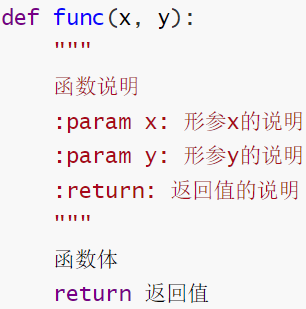 def func(x, y):
    """
    函数说明
    :param x: 形参x的说明
    :param y: 形参y的说明
    :return: 返回值的说明
    """
    函数体
    return 返回值